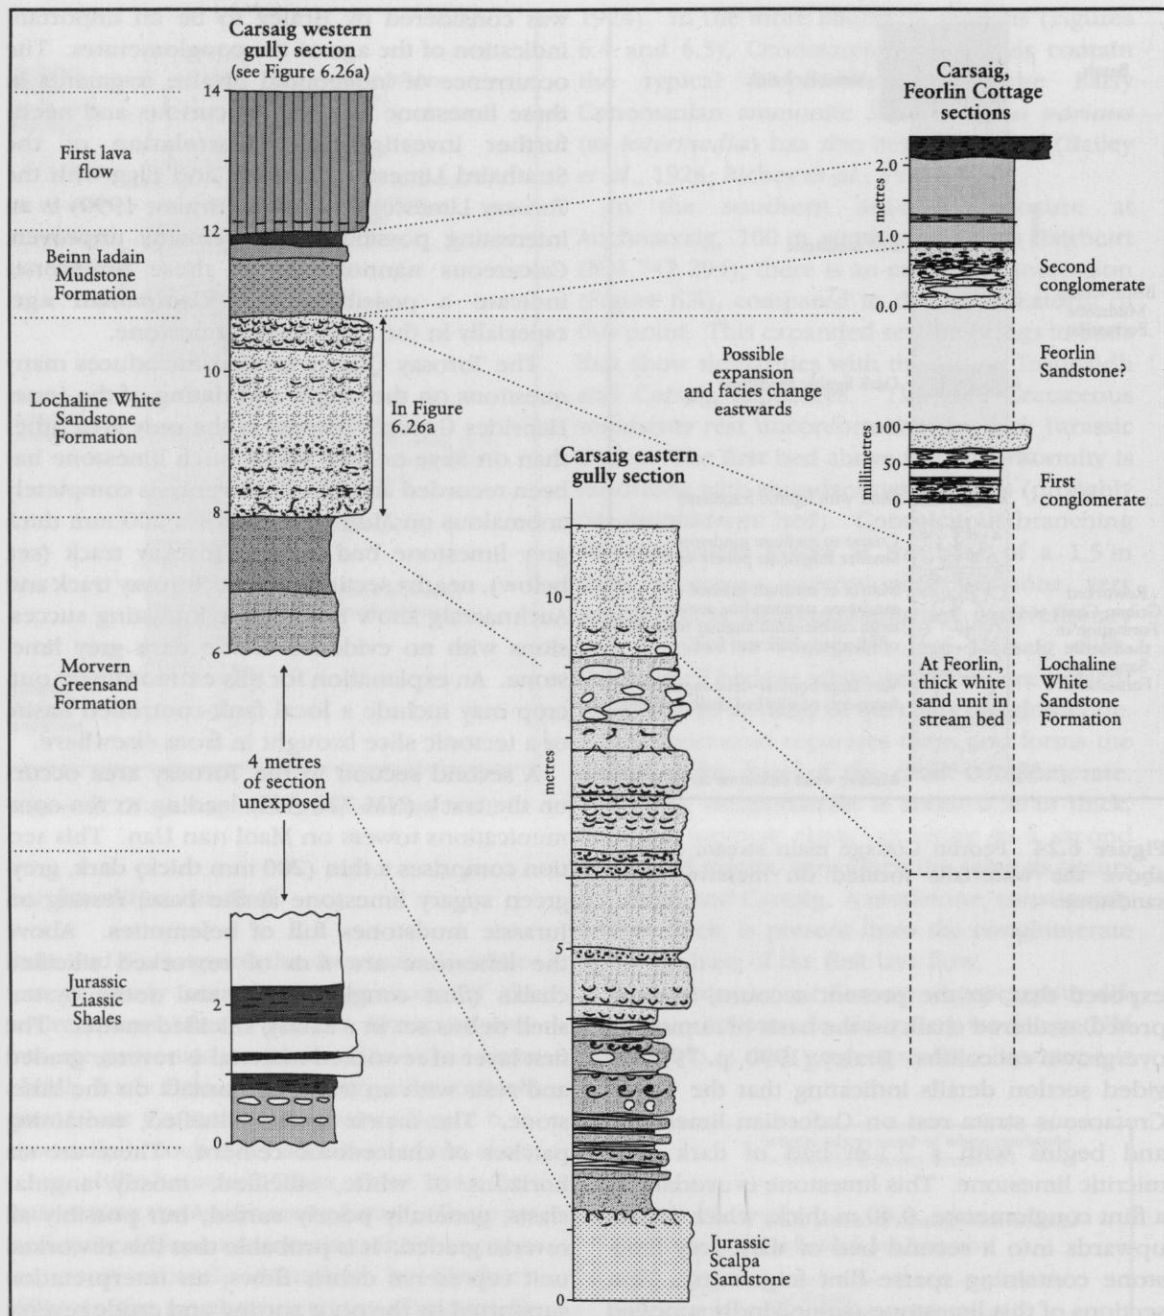 Carsaig western
gully section
(see Figure 6.26a)
14
First lava
flow
12
Beinn Iadain
Mudstone
Formation
10
Lochaline White
Sandstone
Formation
In Figure
6.26a
8
6
Morvern
Greensand
Formation
4 metres
of section
unexposed
4
Jurassic
Liassic
Shales
2
0
Possible
expansion
and facies change
eastwards
Carsaig eastern
gully section
10
metres
5
0
Jurassic
Scalpa
Sandstone
Carsaig,
Feorlin Cottage
sections
2.0
metres
1.0
0.0
Second
conglomerate
Feorlin
Sandstone?
100
50
0
millimetres
First
conglomerate
At Feorlin,
thick white
sand unit in
stream bed
Lochaline
White
Sandstone
Formation